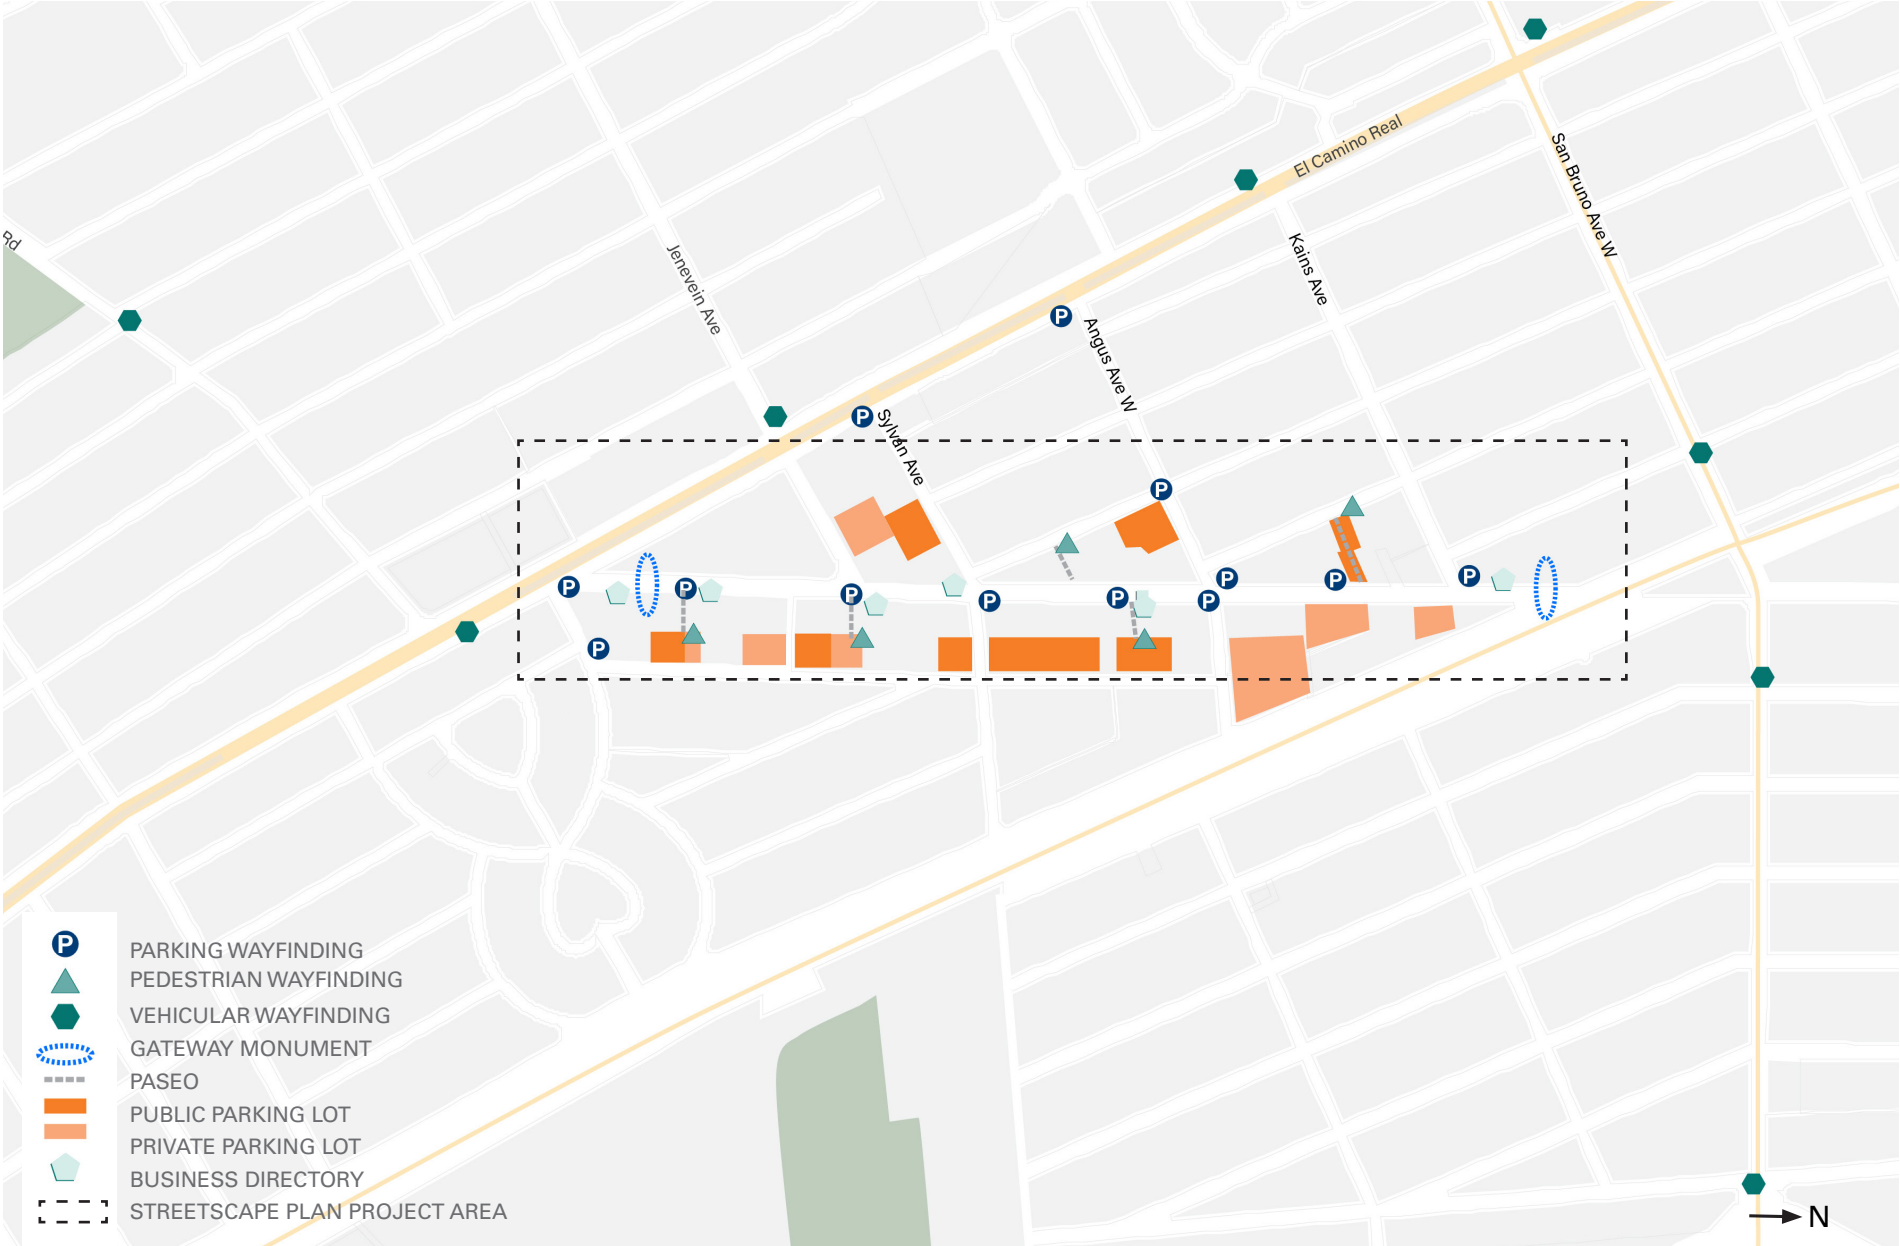 Rd
El Camino Real
San Bruno Ave W
Jenevein Ave
Kains Ave
P
Angus Ave W
P
Sylvan Ave
P
P
P
P
P
P
P
P
P
P
P
P
P PARKING WAYFINDING
PEDESTRIAN WAYFINDING
VEHICULAR WAYFINDING
GATEWAY MONUMENT
PASEO
PUBLIC PARKING LOT
PRIVATE PARKING LOT
BUSINESS DIRECTORY
STREETSCAPE PLAN PROJECT AREA
N